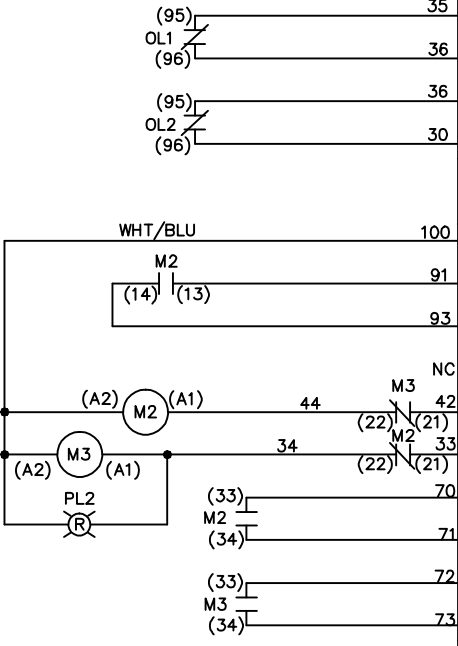 (95) 35
OL1
(96) 36
(95) 36
OL2
(96) 30
WHT/BLU 100
M2
(14) (13) 91
93
NC
M3
(A2) M2 (A1) 44 (22) (21) 42
M2
(A2) M3 (A1) 34 (22) (21) 33
PL2
R
(33) 70
M2
(34) 71
(33) 72
M3
(34) 73